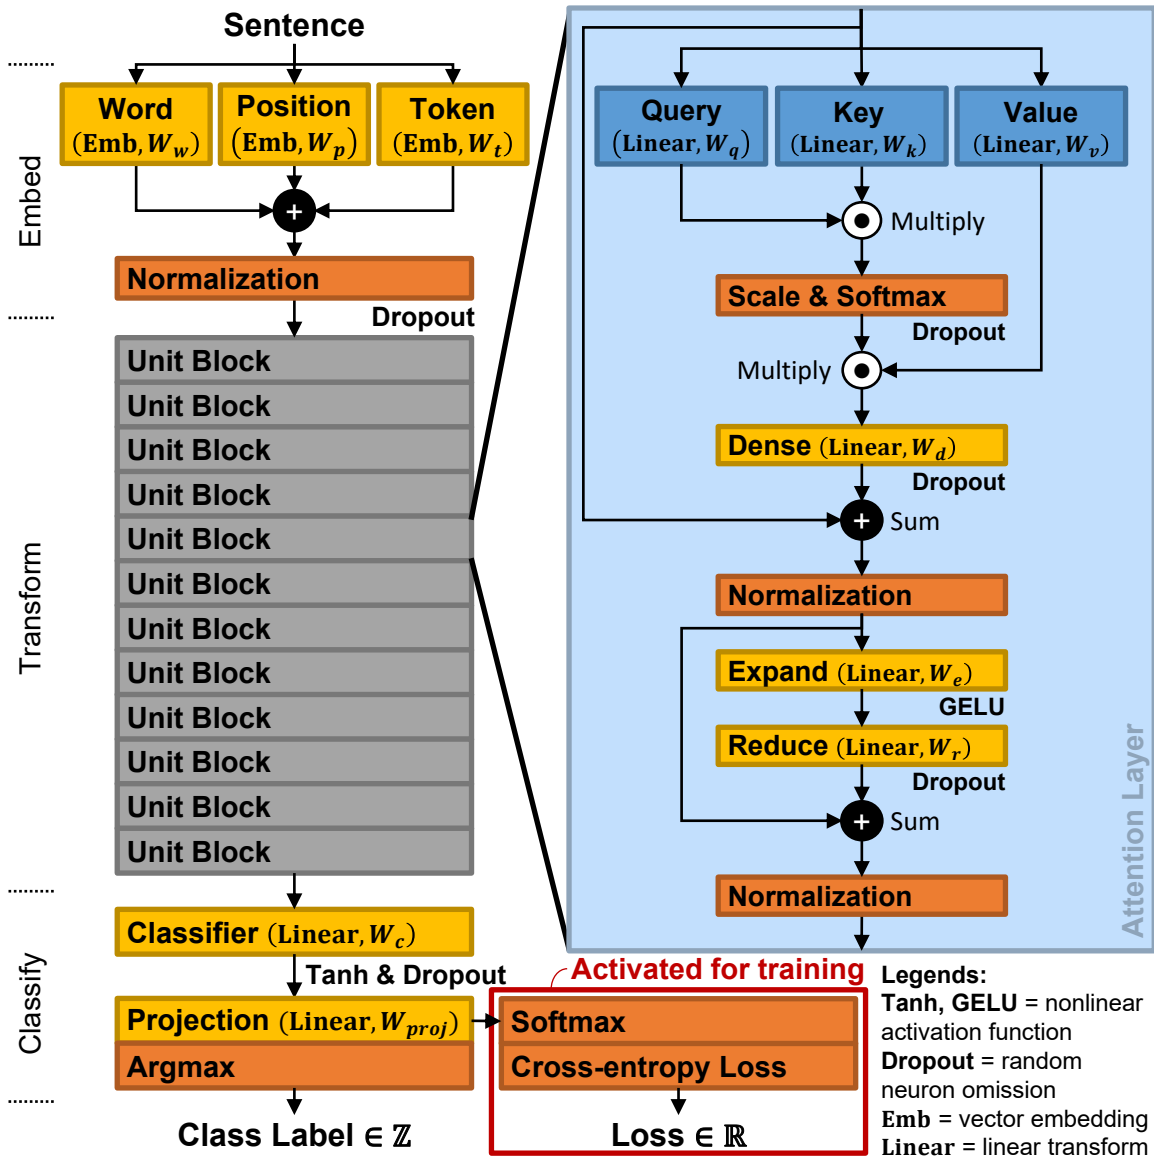 Sentence
Embed
Word
(Emb, W_w)
Position
(Emb, W_p)
Token
(Emb, W_t)
+
Normalization
Dropout
Transform
Unit Block
Unit Block
Unit Block
Unit Block
Unit Block
Unit Block
Unit Block
Unit Block
Unit Block
Unit Block
Unit Block
Unit Block
Classify
Classifier (Linear, W_c)
Tanh & Dropout
Projection (Linear, W_proj)
Argmax
Class Label ∈ ℤ
Activated for training
Softmax
Cross-entropy Loss
Loss ∈ ℝ
Query
(Linear, W_q)
Key
(Linear, W_k)
Value
(Linear, W_v)
Multiply
Scale & Softmax
Dropout
Multiply
Dense (Linear, W_d)
Dropout
+ Sum
Normalization
Expand (Linear, W_e)
GELU
Reduce (Linear, W_r)
Dropout
+ Sum
Normalization
Attention Layer
Legends:
Tanh, GELU = nonlinear
activation function
Dropout = random
neuron omission
Emb = vector embedding
Linear = linear transform